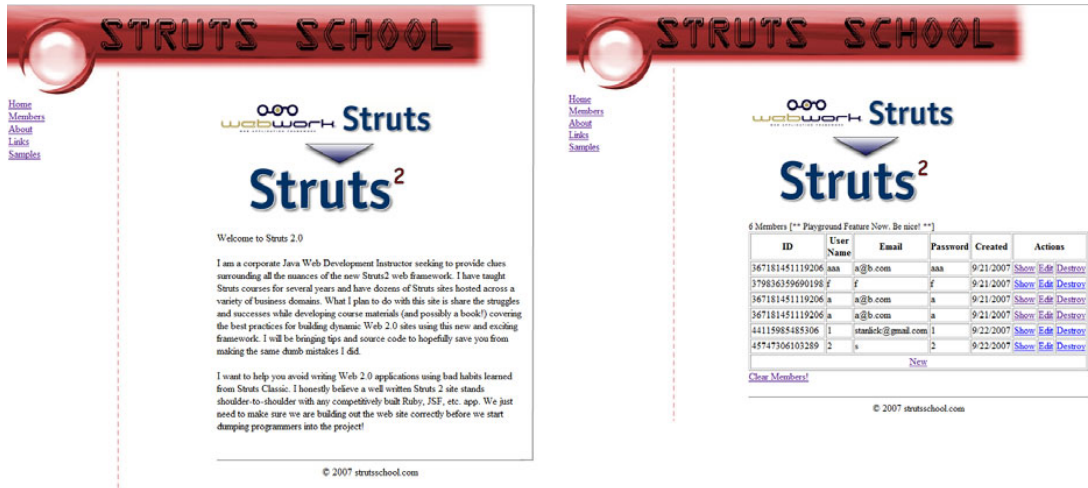 STRUTS SCHOOL
Home
Members
About
Links
Samples
webwork Struts
Struts2
Welcome to Struts 2.0
I am a corporate Java Web Development Instructor seeking to provide clues
surrounding all the nuances of the new Struts2 web framework. I have taught
Struts courses for several years and have dozens of Struts sites hosted across a
variety of business domains. What I plan to do with this site is share the struggles
and successes while developing course materials (and possibly a book!) covering
the best practices for building dynamic Web 2.0 sites using this new and exciting
framework. I will be bringing tips and source code to hopefully save you from
making the same dumb mistakes I did.
I want to help you avoid writing Web 2.0 applications using bad habits learned
from Struts Classic. I honestly believe a well written Struts 2 site stands
shoulder-to-shoulder with any competitively built Ruby, JSF, etc. app. We just
need to make sure we are building out the web site correctly before we start
dumping programmers into the project!
© 2007 strutsschool.com
STRUTS SCHOOL
Home
Members
About
Links
Samples
webwork Struts
Struts2
6 Members [** Playground Feature Now. Be nice! **]
ID User Name Email Password Created Actions
367181451119206 aaa a@b.com aaa 9/21/2007 Show Edit Destroy
379836359690198 f f f 9/21/2007 Show Edit Destroy
367181451119206 a a@b.com a 9/21/2007 Show Edit Destroy
367181451119206 a a@b.com a 9/21/2007 Show Edit Destroy
44115985485306 1 stanlick@gmail.com 1 9/22/2007 Show Edit Destroy
45747306103289 2 s 2 9/22/2007 Show Edit Destroy
New
Clear Members!
© 2007 strutsschool.com